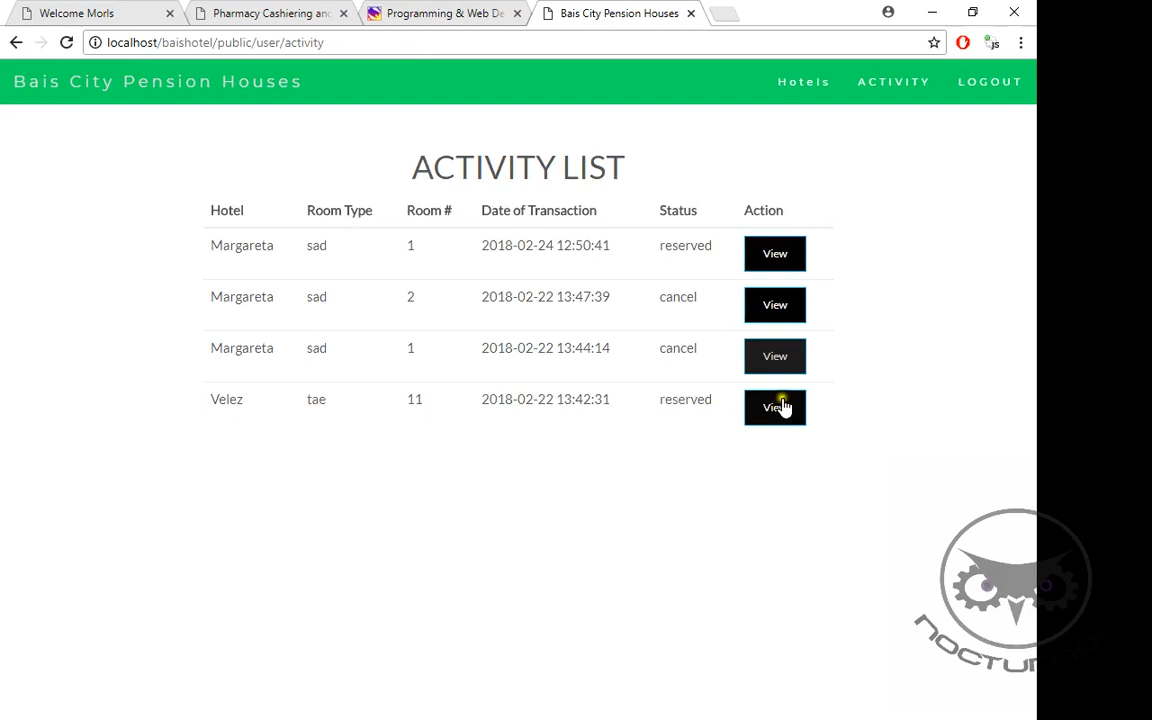 Welcome Morls
Pharmacy Cashiering and
Programming & Web De
Bais City Pension Houses
localhost/baishotel/public/user/activity
js
Bais City Pension Houses
Hotels ACTIVITY LOGOUT
ACTIVITY LIST
Hotel Room Type Room # Date of Transaction Status Action
Margareta sad 1 2018-02-24 12:50:41 reserved View
Margareta sad 2 2018-02-22 13:47:39 cancel View
Margareta sad 1 2018-02-22 13:44:14 cancel View
Velez tae 11 2018-02-22 13:42:31 reserved View